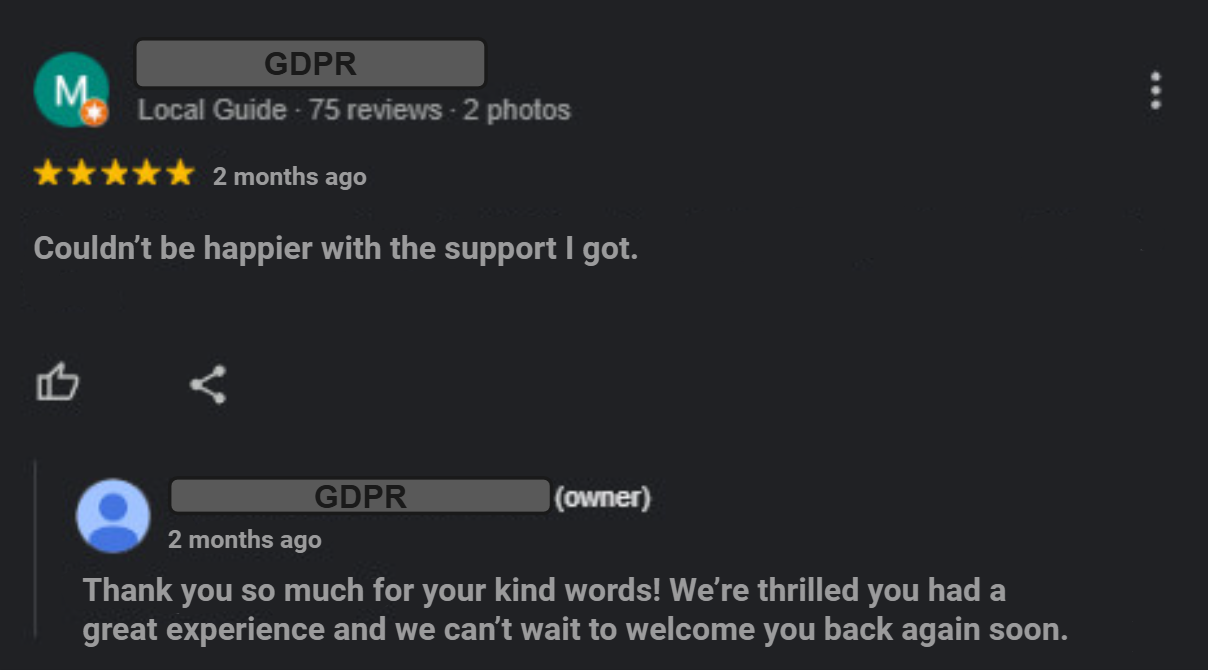 M
GDPR
Local Guide · 75 reviews · 2 photos
2 months ago
Couldn’t be happier with the support I got.
GDPR (owner)
2 months ago
Thank you so much for your kind words! We’re thrilled you had a
great experience and we can’t wait to welcome you back again soon.